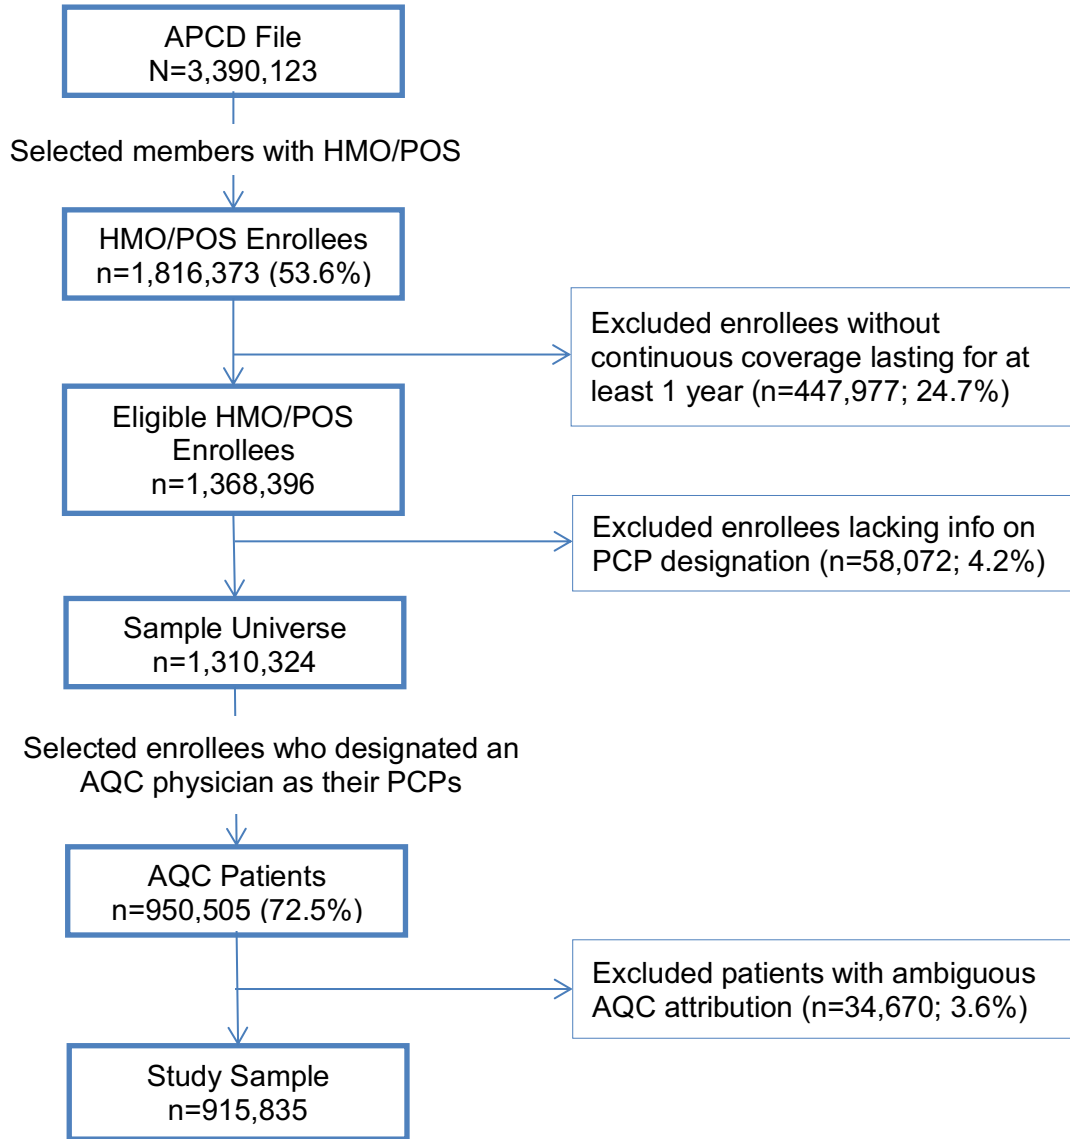 APCD File
N=3,390,123
Selected members with HMO/POS
HMO/POS Enrollees
n=1,816,373 (53.6%)
Excluded enrollees without
continuous coverage lasting for at
least 1 year (n=447,977; 24.7%)
Eligible HMO/POS
Enrollees
n=1,368,396
Excluded enrollees lacking info on
PCP designation (n=58,072; 4.2%)
Sample Universe
n=1,310,324
Selected enrollees who designated an
AQC physician as their PCPs
AQC Patients
n=950,505 (72.5%)
Excluded patients with ambiguous
AQC attribution (n=34,670; 3.6%)
Study Sample
n=915,835